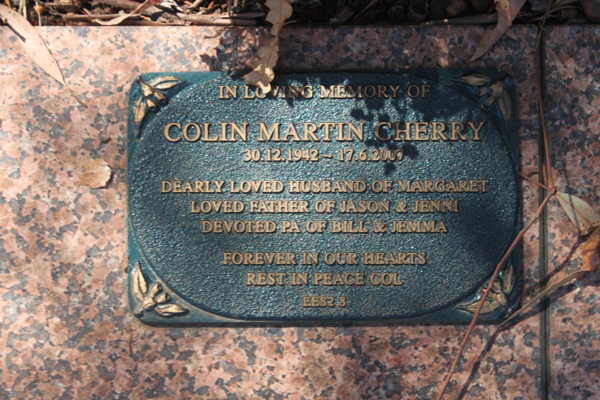 IN LOVING MEMORY OF
COLIN MARTIN CHERRY
30.12.1942 - 17.6.2007
DEARLY LOVED HUSBAND OF MARGARET
LOVED FATHER OF JASON & JENNI
DEVOTED PA OF BILL & JEMMA
FOREVER IN OUR HEARTS
REST IN PEACE COL
EES2 8